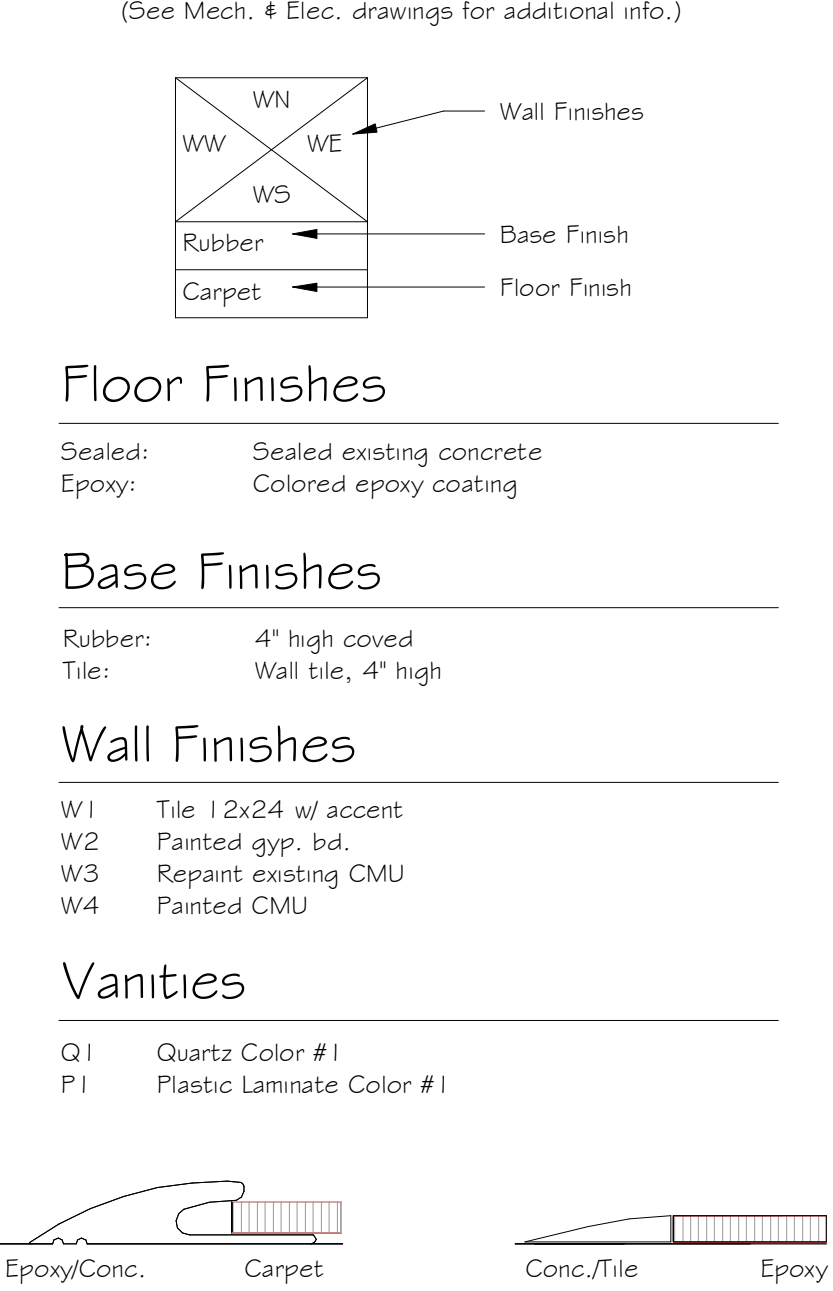 (See Mech. & Elec. drawings for additional info.)
WN
Wall Finishes
WW
WE
WS
Rubber
Base Finish
Carpet
Floor Finish
Floor Finishes
Sealed: Sealed existing concrete
Epoxy: Colored epoxy coating
Base Finishes
Rubber: 4" high coved
Tile: Wall tile, 4" high
Wall Finishes
W1 Tile 12x24 w/ accent
W2 Painted gyp. bd.
W3 Repaint existing CMU
W4 Painted CMU
Vanities
Q1 Quartz Color #1
P1 Plastic Laminate Color #1
Epoxy/Conc. Carpet
Conc./Tile Epoxy